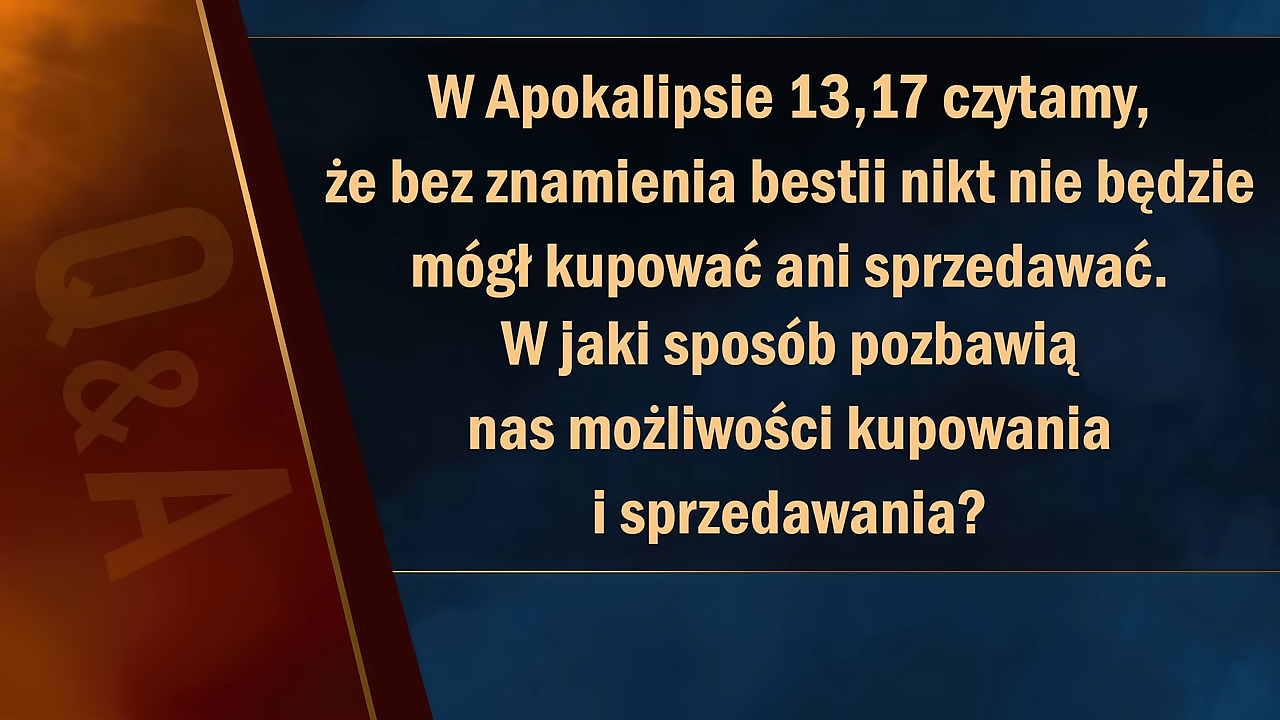 W Apokalipsie 13,17 czytamy,
że bez znamienia bestii nikt nie będzie
mógł kupować ani sprzedawać.
W jaki sposób pozbawią
nas możliwości kupowania
i sprzedawania?
Q&A